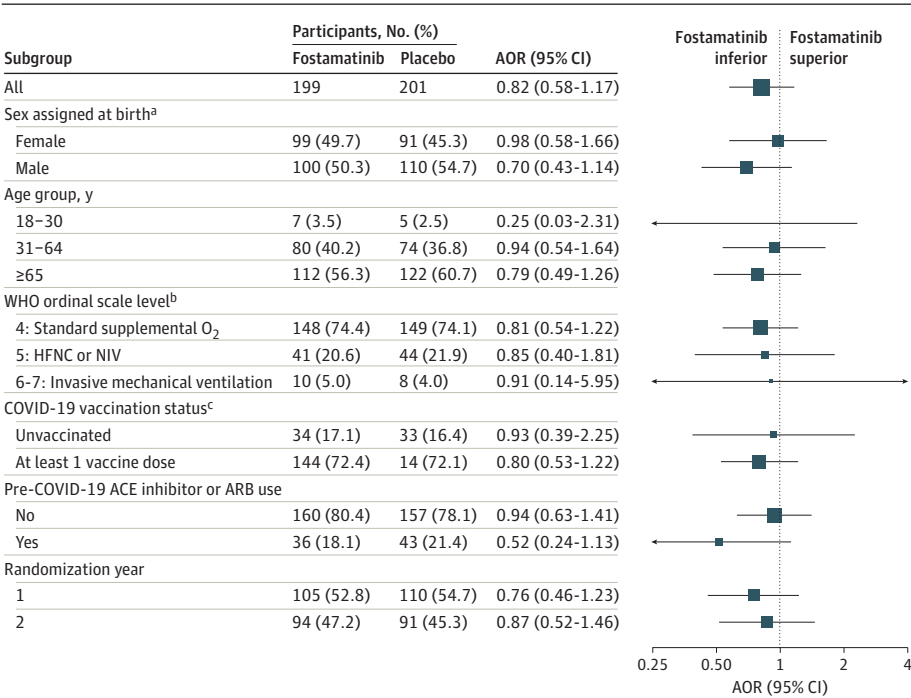 Participants, No. (%)
Subgroup Fostamatinib Placebo AOR (95% CI) Fostamatinib inferior Fostamatinib superior
All 199 201 0.82 (0.58-1.17)
Sex assigned at birthᵃ
Female 99 (49.7) 91 (45.3) 0.98 (0.58-1.66)
Male 100 (50.3) 110 (54.7) 0.70 (0.43-1.14)
Age group, y
18–30 7 (3.5) 5 (2.5) 0.25 (0.03-2.31)
31–64 80 (40.2) 74 (36.8) 0.94 (0.54-1.64)
≥65 112 (56.3) 122 (60.7) 0.79 (0.49-1.26)
WHO ordinal scale levelᵇ
4: Standard supplemental O₂ 148 (74.4) 149 (74.1) 0.81 (0.54-1.22)
5: HFNC or NIV 41 (20.6) 44 (21.9) 0.85 (0.40-1.81)
6-7: Invasive mechanical ventilation 10 (5.0) 8 (4.0) 0.91 (0.14-5.95)
COVID-19 vaccination statusᶜ
Unvaccinated 34 (17.1) 33 (16.4) 0.93 (0.39-2.25)
At least 1 vaccine dose 144 (72.4) 14 (72.1) 0.80 (0.53-1.22)
Pre-COVID-19 ACE inhibitor or ARB use
No 160 (80.4) 157 (78.1) 0.94 (0.63-1.41)
Yes 36 (18.1) 43 (21.4) 0.52 (0.24-1.13)
Randomization year
1 105 (52.8) 110 (54.7) 0.76 (0.46-1.23)
2 94 (47.2) 91 (45.3) 0.87 (0.52-1.46)
0.25 0.50 1 2 4
AOR (95% CI)